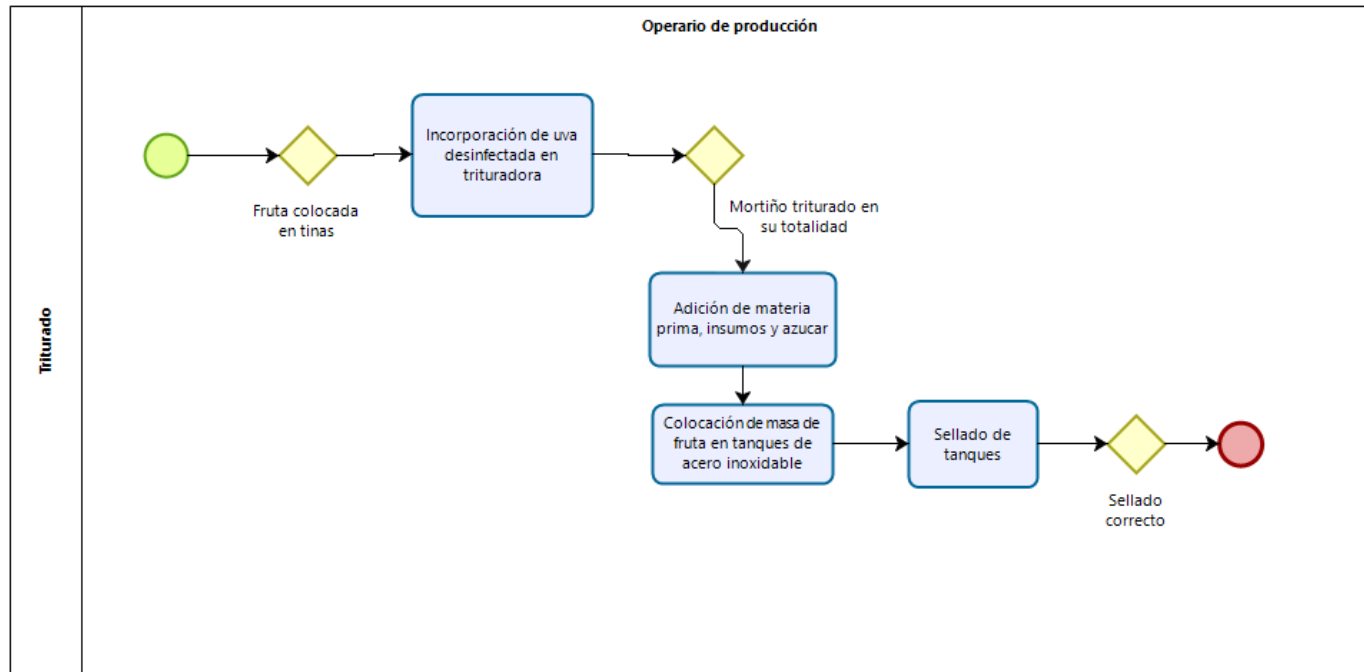 Operario de producción
Triturado
Incorporación de uva
desinfectada en
trituradora
Fruta colocada
en tinas
Mortiño triturado en
su totalidad
Adición de materia
prima, insumos y azucar
Colocación de masa de
fruta en tanques de
acero inoxidable
Sellado de
tanques
Sellado
correcto